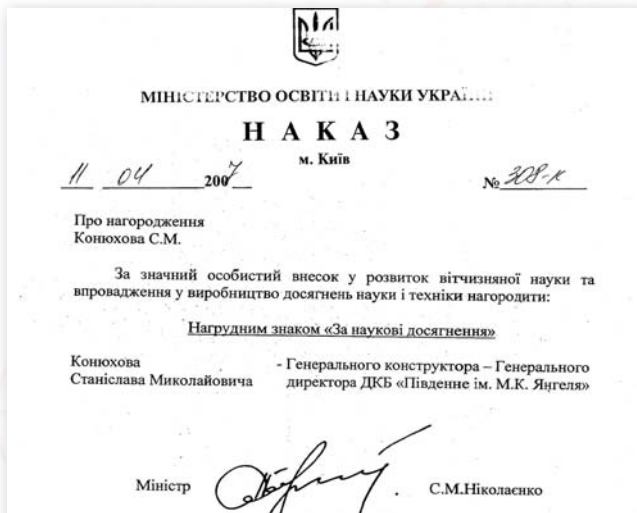 МІНІСТЕРСТВО ОСВІТИ І НАУКИ УКРАЇНИ
НАКАЗ
м. Київ
11 04 2007 № 308-к
Про нагородження
Конюхова С.М.
За значний особистий внесок у розвиток вітчизняної науки та
впровадження у виробництво досягнень науки і техніки нагородити:
Нагрудним знаком «За наукові досягнення»
Конюхова - Генерального конструктора – Генерального
Станіслава Миколайовича директора ДКБ «Південне ім. М.К. Янгеля»
Міністр С.М.Ніколаєнко